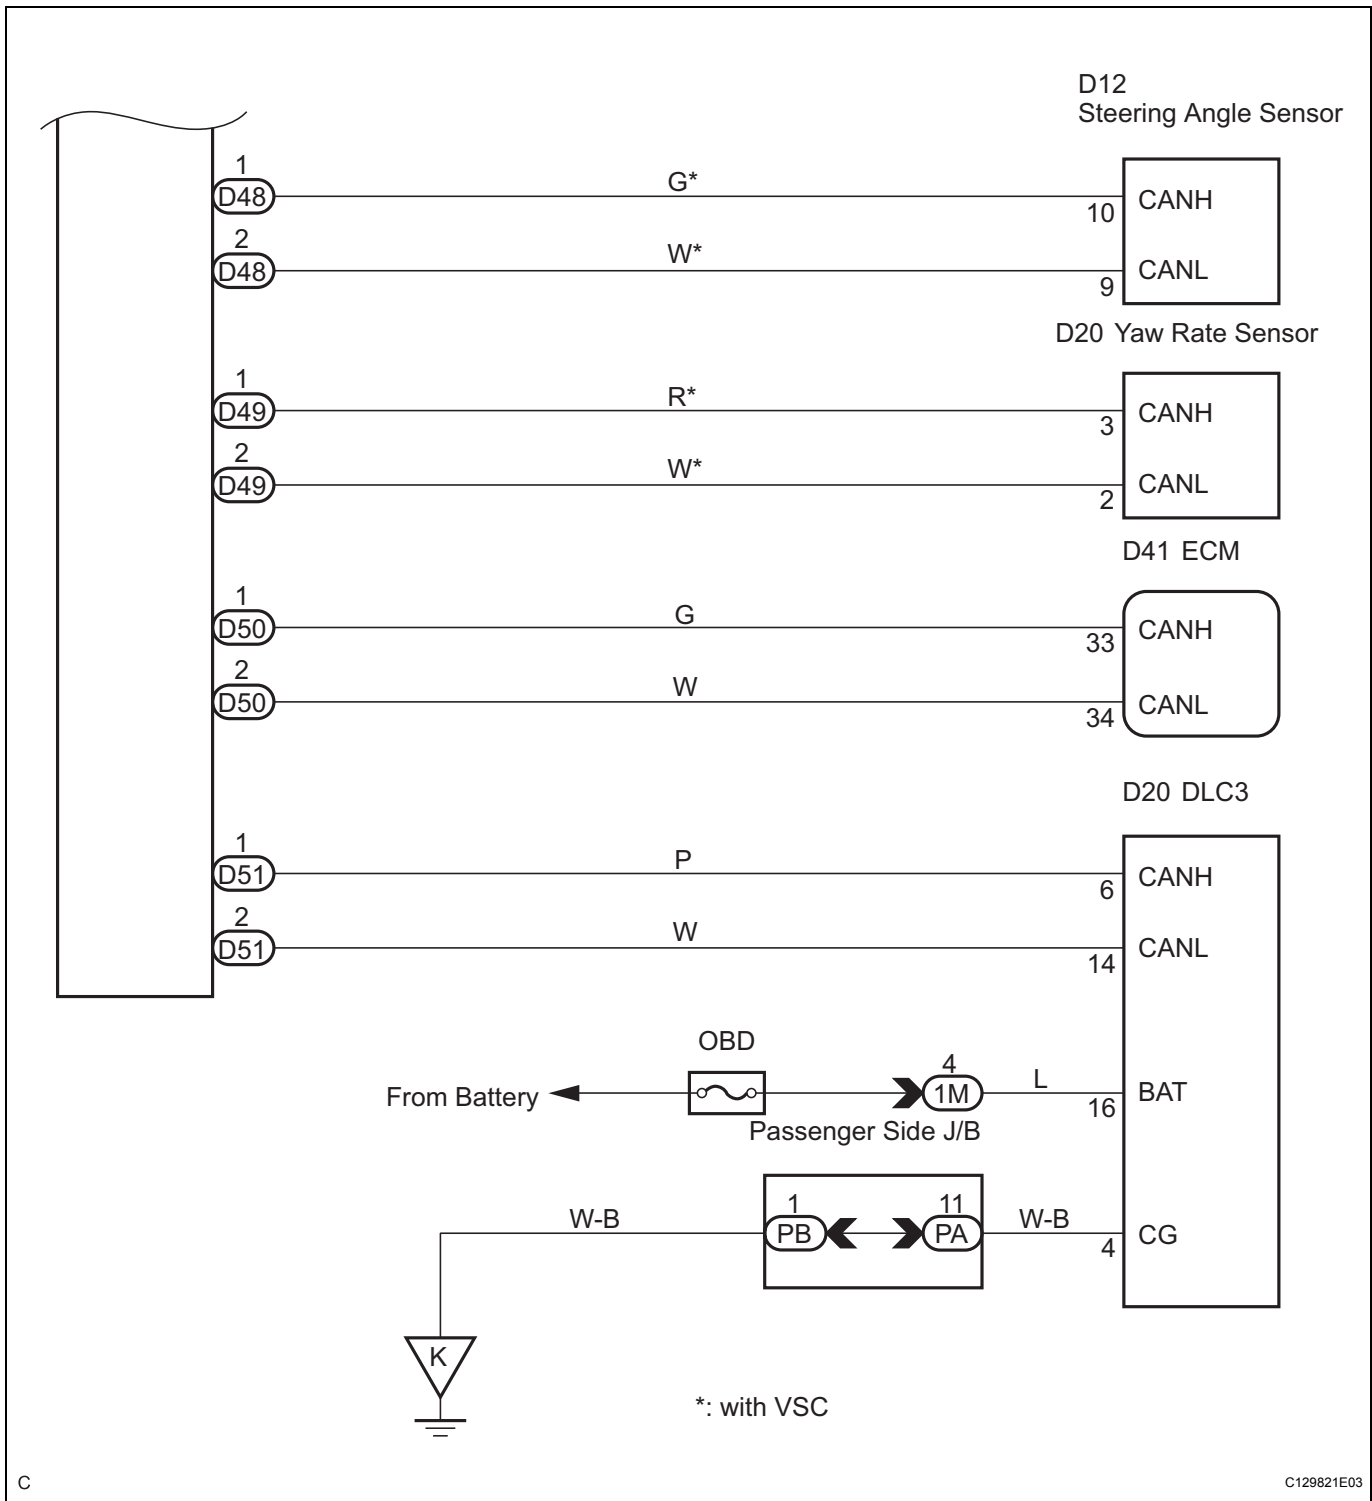 D12
Steering Angle Sensor
1
D48
G*
10
CANH
2
D48
W*
9
CANL
D20 Yaw Rate Sensor
1
D49
R*
3
CANH
2
D49
W*
2
CANL
D41 ECM
1
D50
G
33
CANH
2
D50
W
34
CANL
D20 DLC3
1
D51
P
6
CANH
2
D51
W
14
CANL
OBD
From Battery
4
1M
L
16
BAT
Passenger Side J/B
W-B
1
PB
11
PA
W-B
4
CG
K
*: with VSC
C
C129821E03